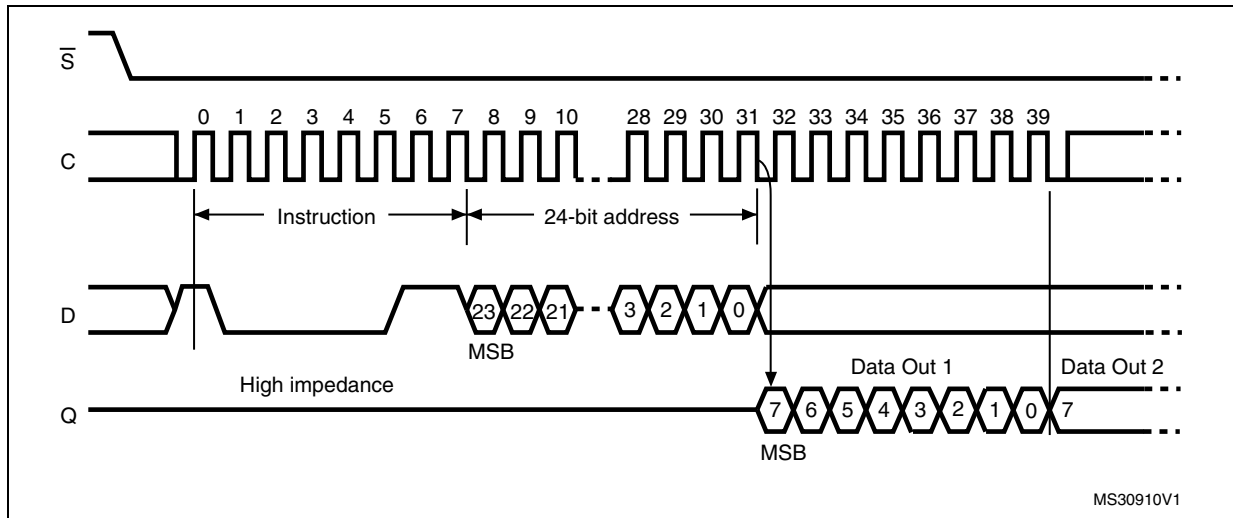 S
0 1 2 3 4 5 6 7 8 9 10 28 29 30 31 32 33 34 35 36 37 38 39
C
Instruction 24-bit address
D
23 22 21 3 2 1 0
MSB
High impedance Data Out 1 Data Out 2
Q
7 6 5 4 3 2 1 0 7
MSB
MS30910V1